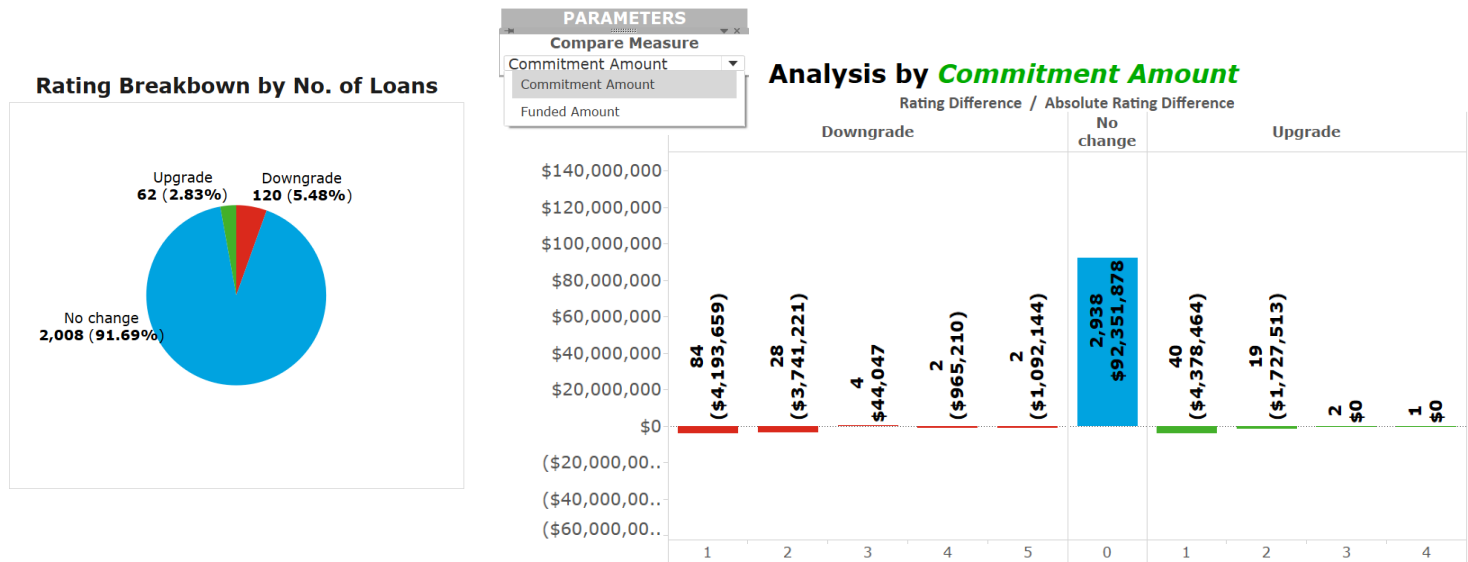 PARAMETERS
Compare Measure
Commitment Amount
Commitment Amount
Funded Amount
Rating Breakbown by No. of Loans
Upgrade
62 (2.83%)
Downgrade
120 (5.48%)
No change
2,008 (91.69%)
Analysis by Commitment Amount
Rating Difference / Absolute Rating Difference
Downgrade
No
change
Upgrade
$140,000,000
$120,000,000
$100,000,000
$80,000,000
$60,000,000
$40,000,000
$20,000,000
$0
($20,000,00..
($40,000,00..
($60,000,00..
84
($4,193,659)
28
($3,741,221)
4
$44,047
2
($965,210)
2
($1,092,144)
2,938
$92,351,878
40
($4,378,464)
19
($1,727,513)
2
$0
1
$0
1 2 3 4 5 0 1 2 3 4